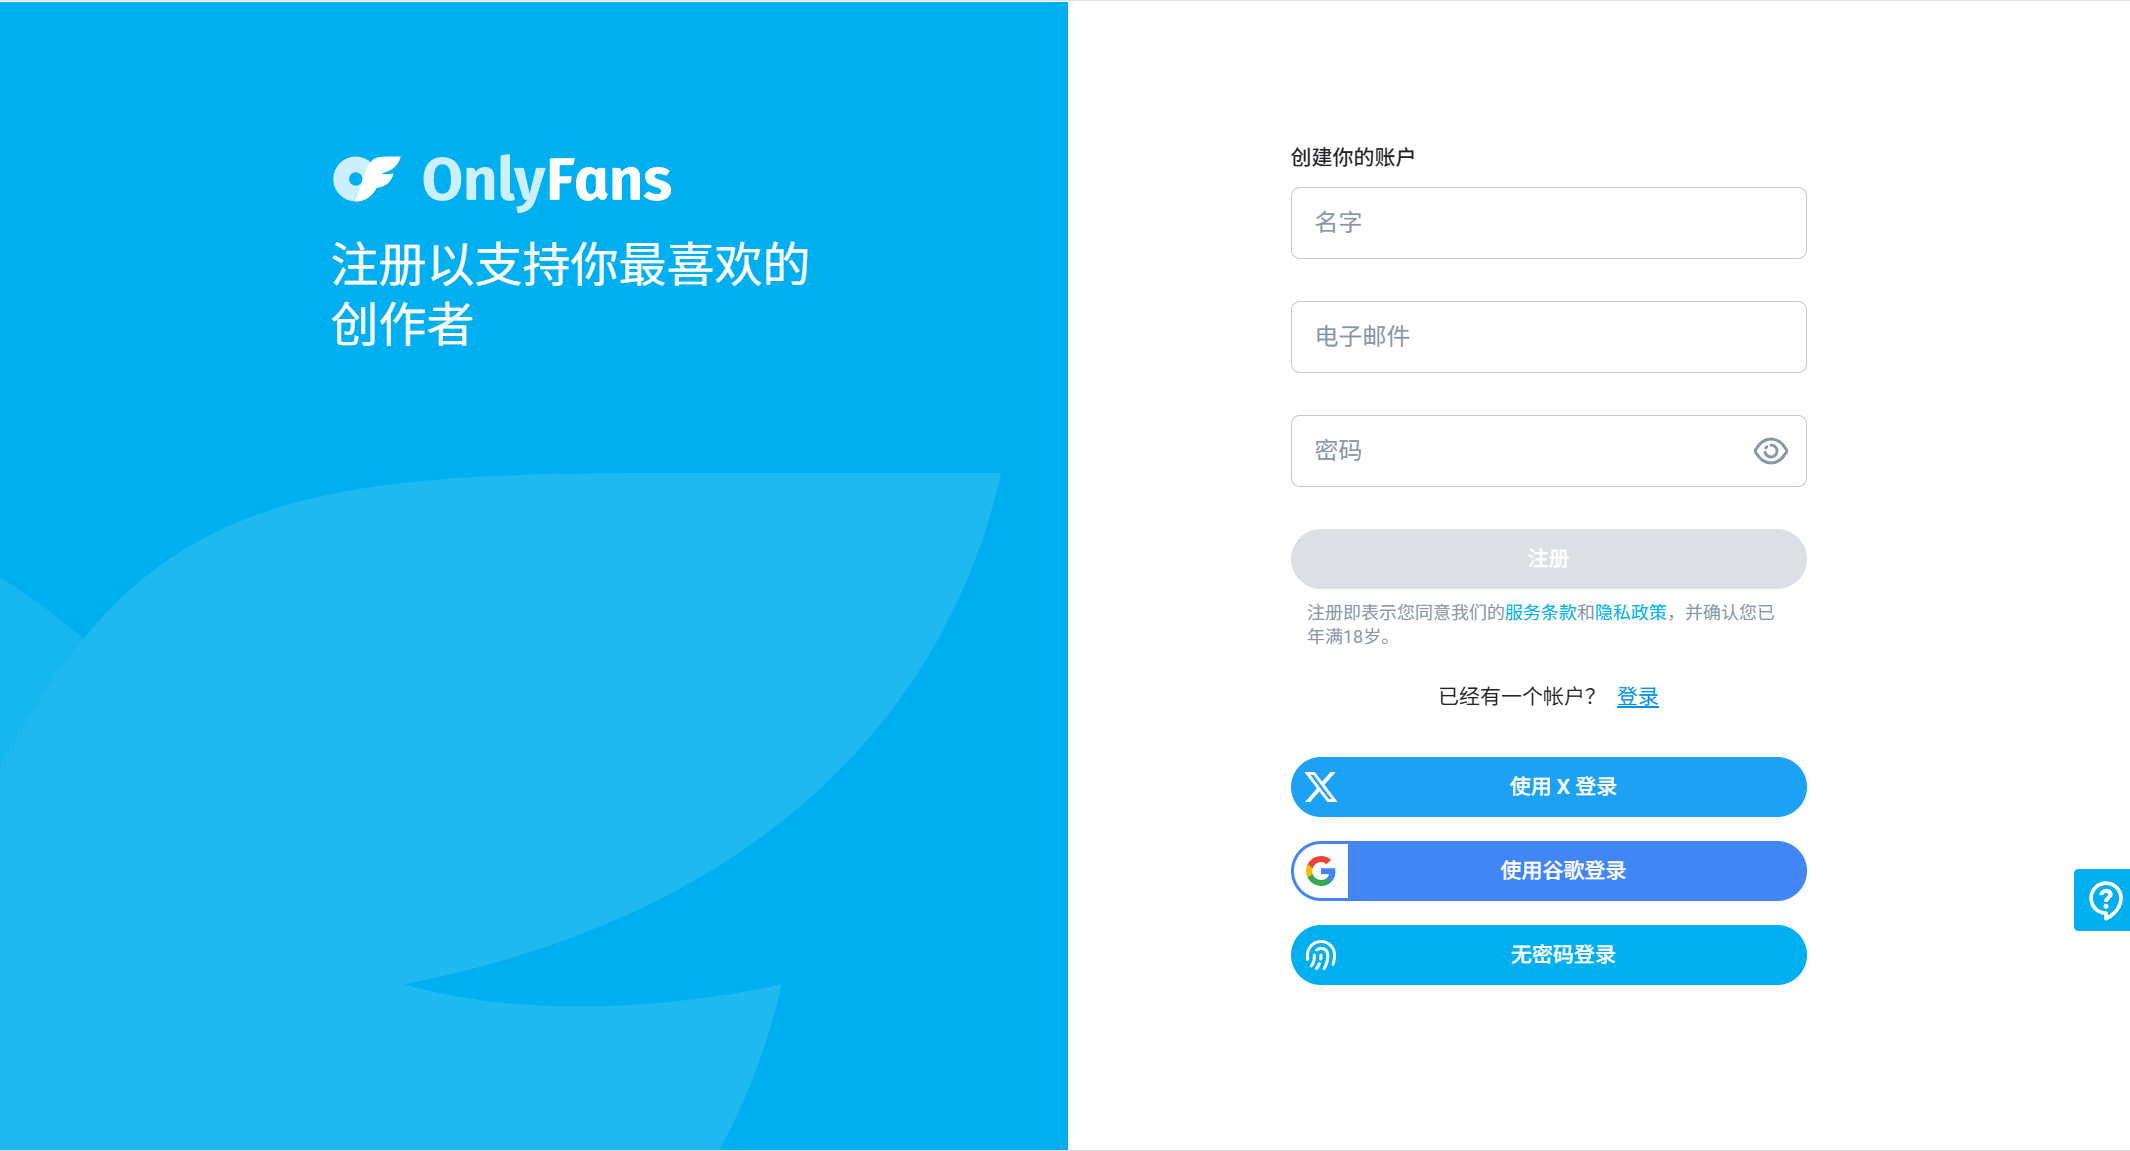 OnlyFans
注册以支持你最喜欢的
创作者
创建你的账户
名字
电子邮件
密码
注册
注册即表示您同意我们的服务条款和隐私政策，并确认您已
年满18岁。
已经有一个帐户？ 登录
使用 X 登录
使用谷歌登录
无密码登录